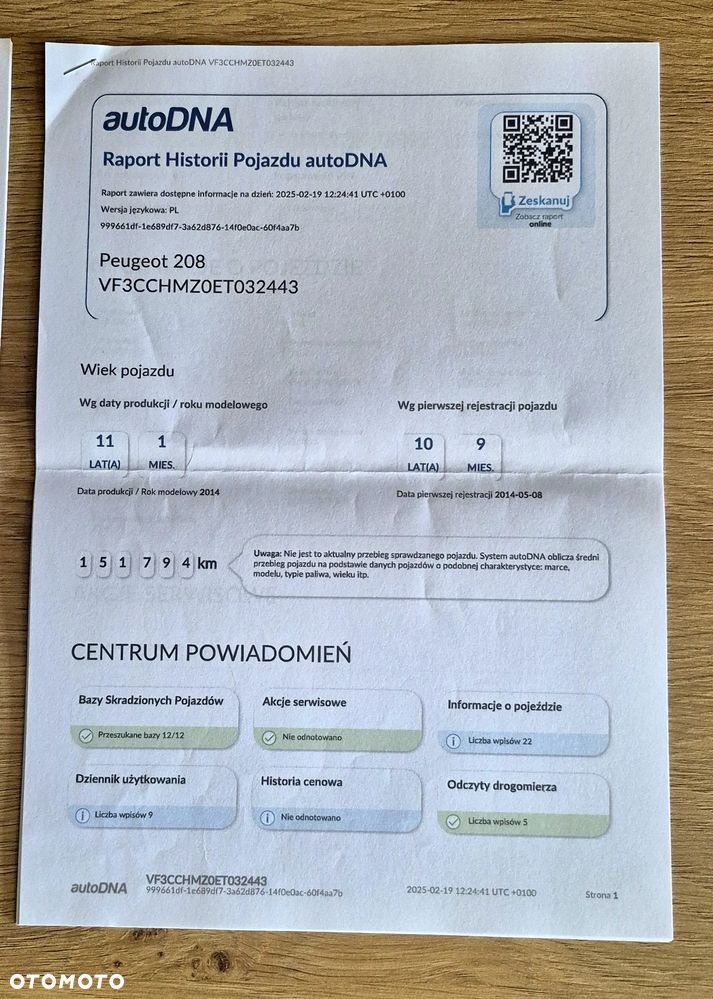 Raport Historii Pojazdu autoDNA VF3CCHMZ0ET032443
autoDNA
Raport Historii Pojazdu autoDNA
Raport zawiera dostępne informacje na dzień: 2025-02-19 12:24:41 UTC +0100
Wersja językowa: PL
999661df-1e689df7-3a62d876-14f0e0ac-60f4aa7b
Zeskanuj
Zobacz raport
online
Peugeot 208
VF3CCHMZ0ET032443
Wiek pojazdu
Wg daty produkcji / roku modelowego
Wg pierwszej rejestracji pojazdu
11 1
LAT(A) MIES.
10 9
LAT(A) MIES.
Data produkcji / Rok modelowy 2014
Data pierwszej rejestracji 2014-05-08
151 794 km
Uwaga: Nie jest to aktualny przebieg sprawdzanego pojazdu. System autoDNA oblicza średni
przebieg pojazdu na podstawie danych pojazdów o podobnej charakterystyce: marce,
modelu, typie paliwa, wieku itp.
CENTRUM POWIADOMIEŃ
Bazy Skradzionych Pojazdów
Przeszukane bazy 12/12
Akcje serwisowe
Nie odnotowano
Informacje o pojeździe
Liczba wpisów 22
Dziennik użytkowania
Liczba wpisów 9
Historia cenowa
Nie odnotowano
Odczyty drogomierza
Liczba wpisów 5
autoDNA
VF3CCHMZ0ET032443
999661df-1e689df7-3a62d876-14f0e0ac-60f4aa7b
2025-02-19 12:24:41 UTC +0100
Strona 1
OTOMOTO